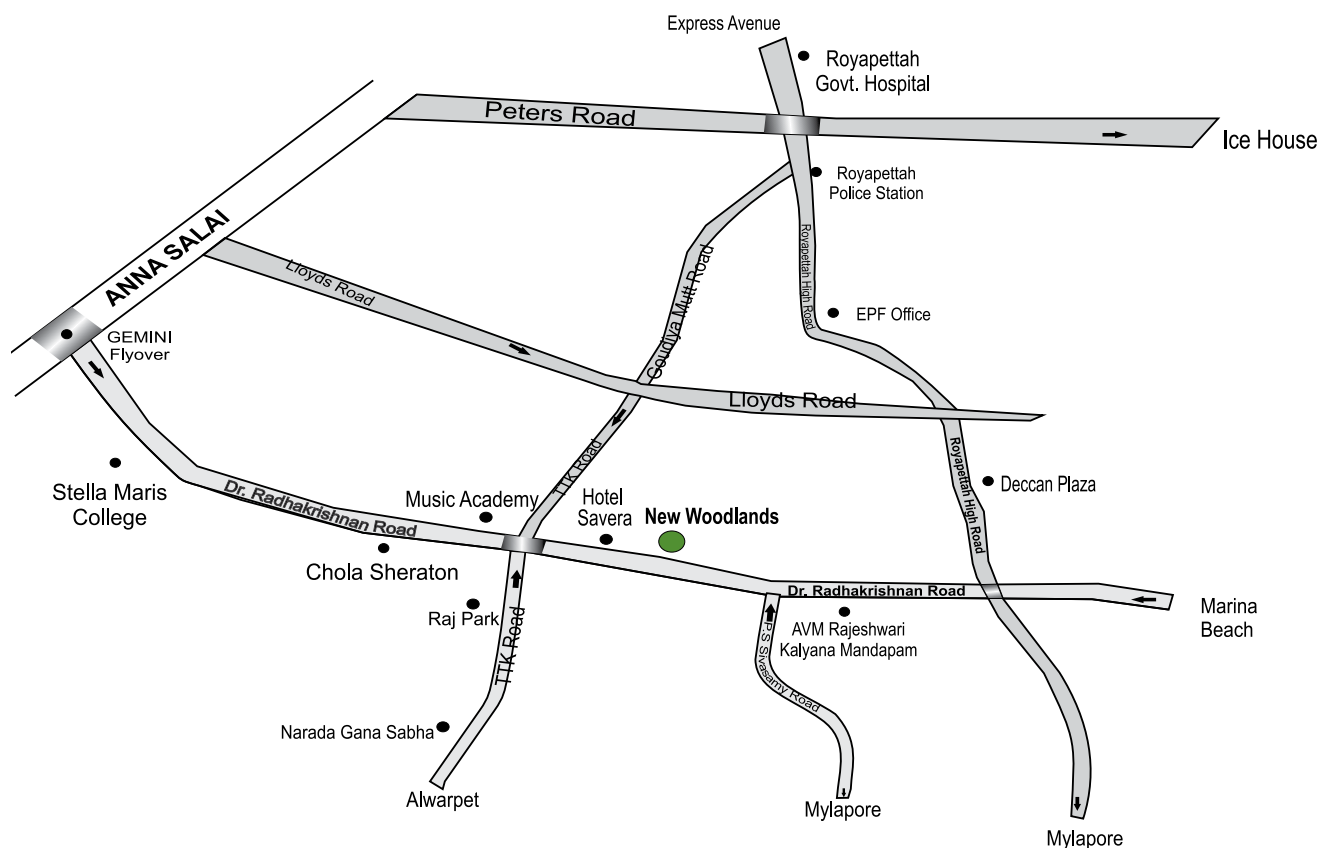 Express Avenue
Royapettah
Govt. Hospital
Peters Road
Ice House
Royapettah
Police Station
ANNA SALAI
Lloyds Road
Goudiya Mutt Road
Royapettah High Road
EPF Office
GEMINI
Flyover
Lloyds Road
TTK Road
Royapettah High Road
Deccan Plaza
Stella Maris
College
Dr. Radhakrishnan Road
Music Academy
Hotel
Savera
New Woodlands
Chola Sheraton
Dr. Radhakrishnan Road
Marina
Beach
Raj Park
TTK Road
P.S Sivasamy Road
AVM Rajeshwari
Kalyana Mandapam
Narada Gana Sabha
Alwarpet
Mylapore
Mylapore